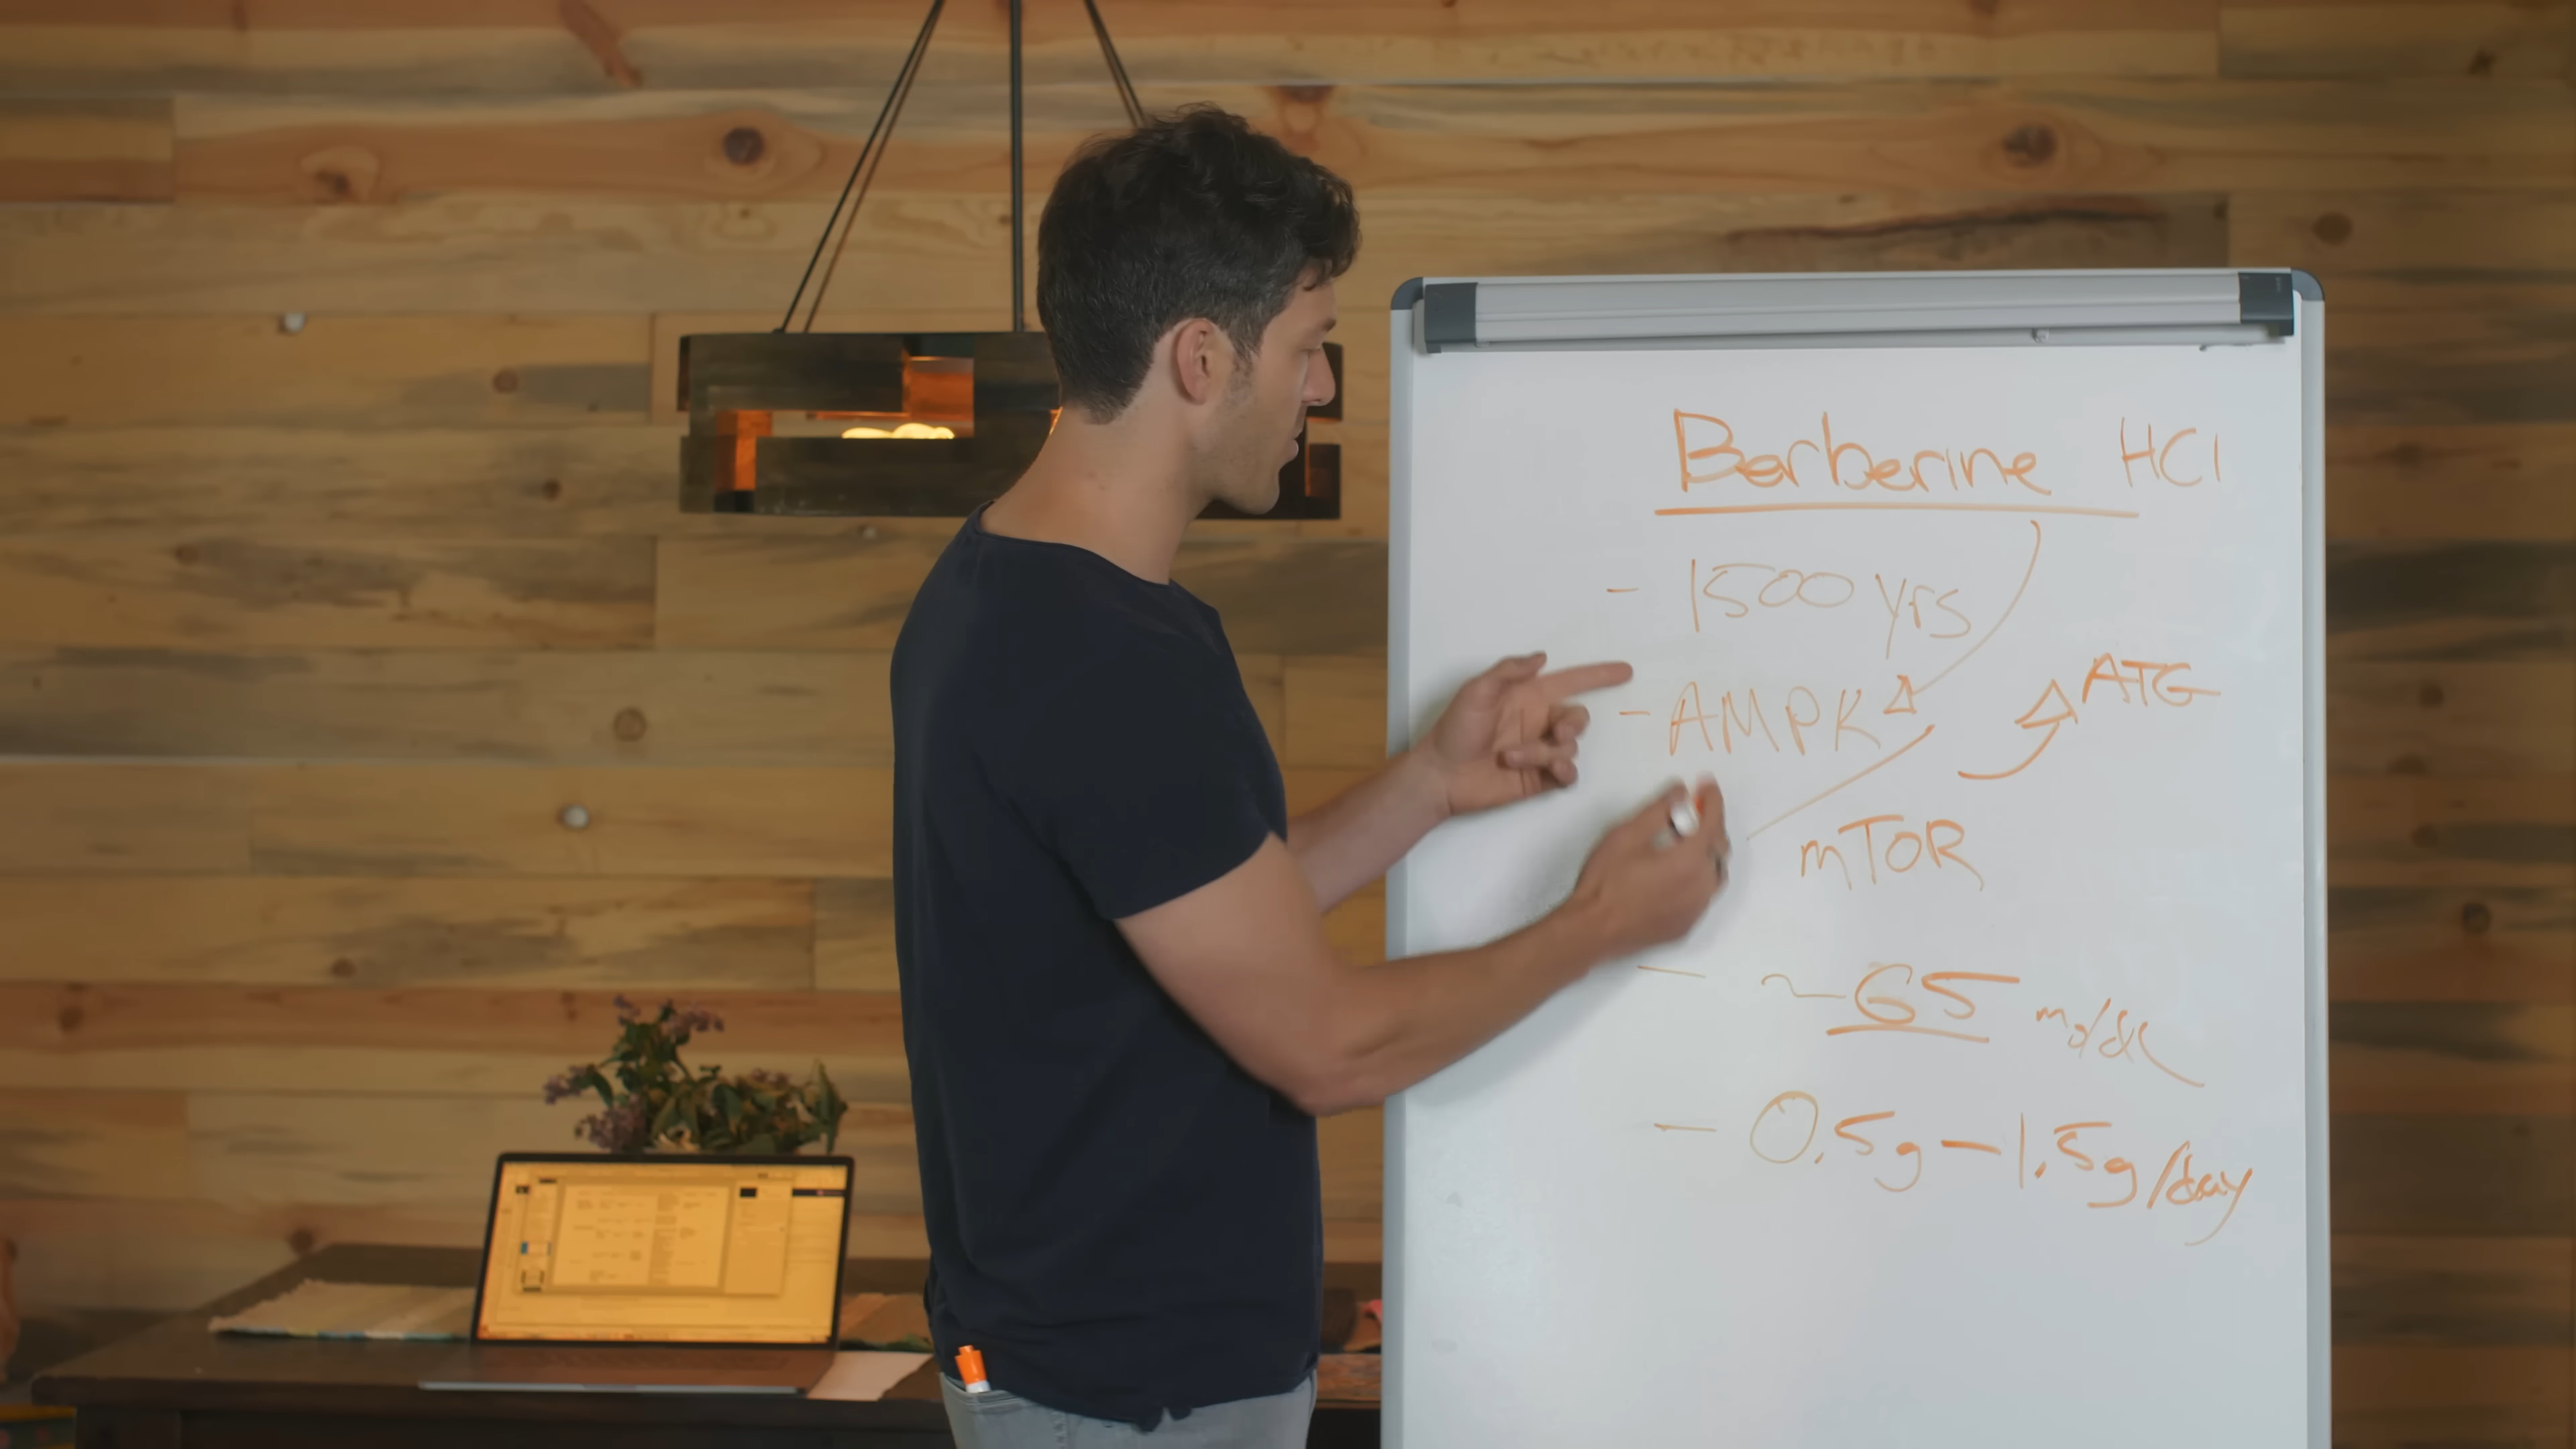 Berberine HCl
- 1500 yrs
- AMPK
ATG
mTOR
- ~65 mg/dl
- 0.5g - 1.5g/day